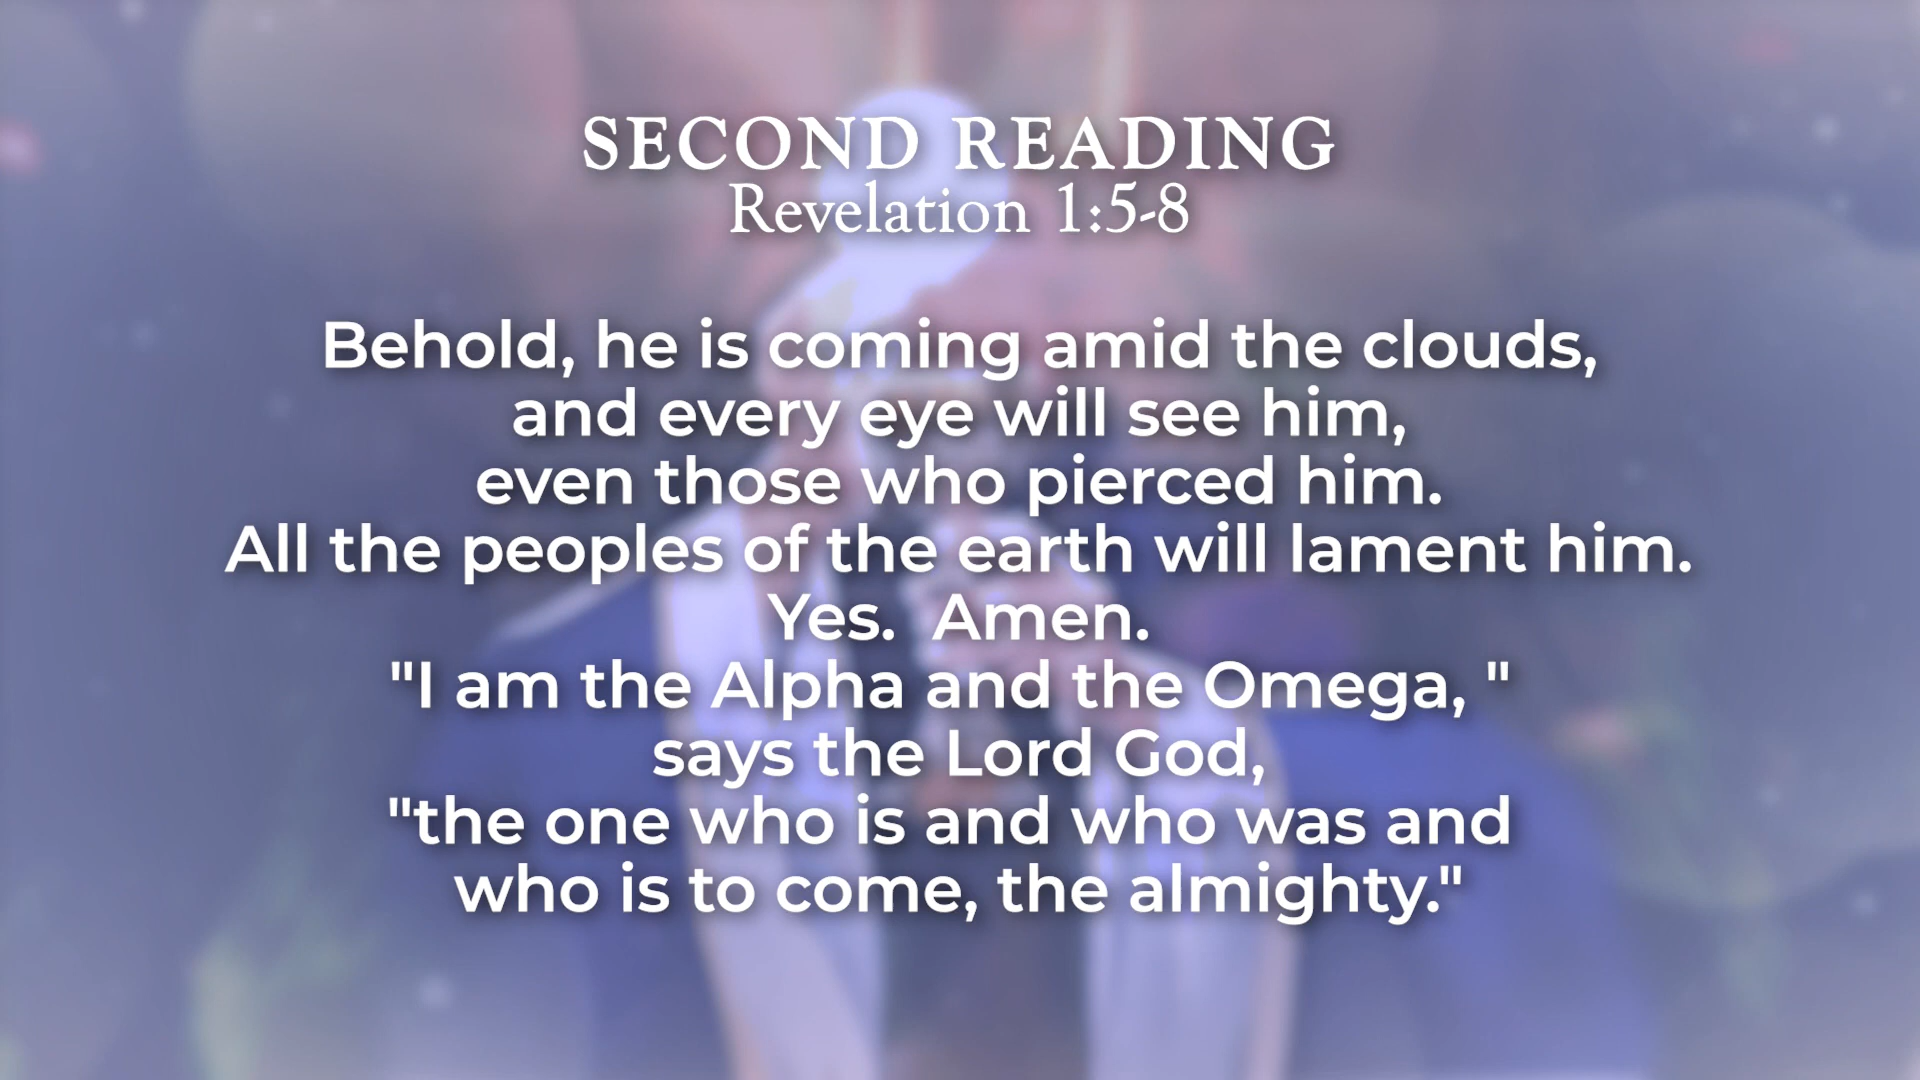 SECOND READING
Revelation 1:5-8
Behold, he is coming amid the clouds,
and every eye will see him,
even those who pierced him.
All the peoples of the earth will lament him.
Yes.  Amen.
"I am the Alpha and the Omega, "
says the Lord God,
"the one who is and who was and
who is to come, the almighty."